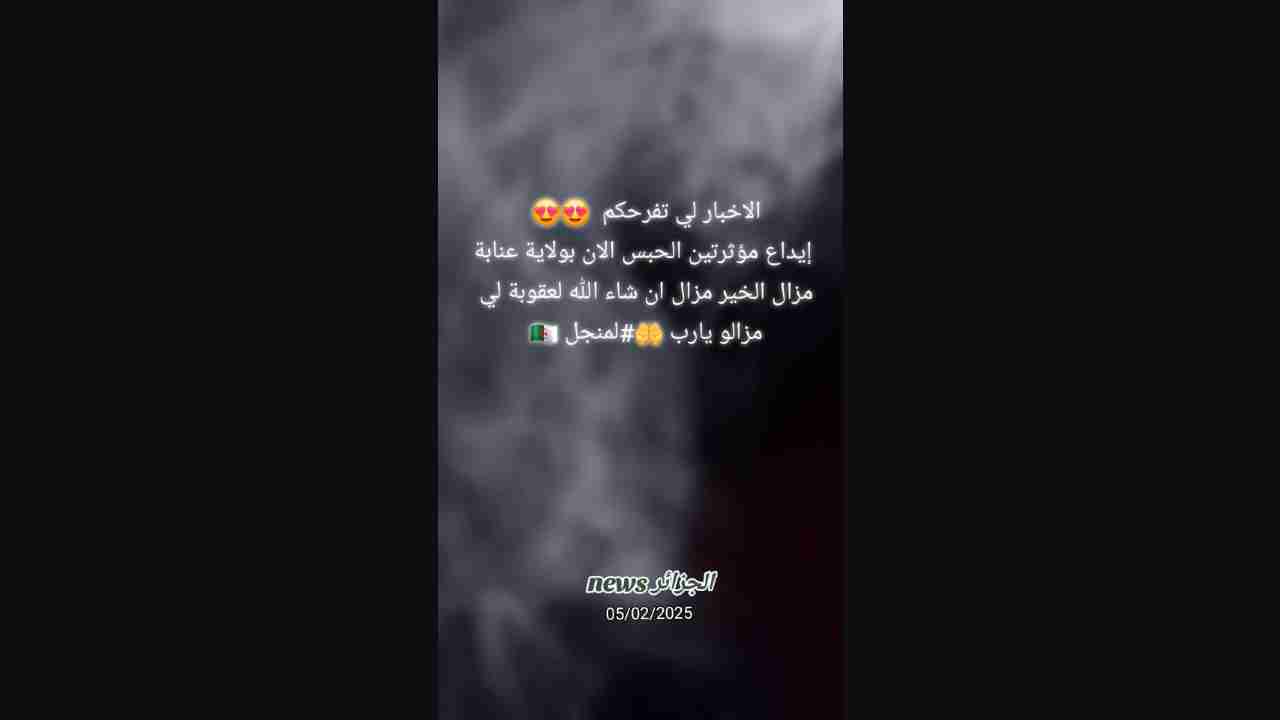 الاخبار لي تفرحكم 😍😍
إيداع مؤثرتين الحبس الان بولاية عنابة
مزال الخير مزال ان شاء الله لعقوبة لي
مزالو يارب 🤲#لمنجل 🇩🇿
الجزائر news
05/02/2025